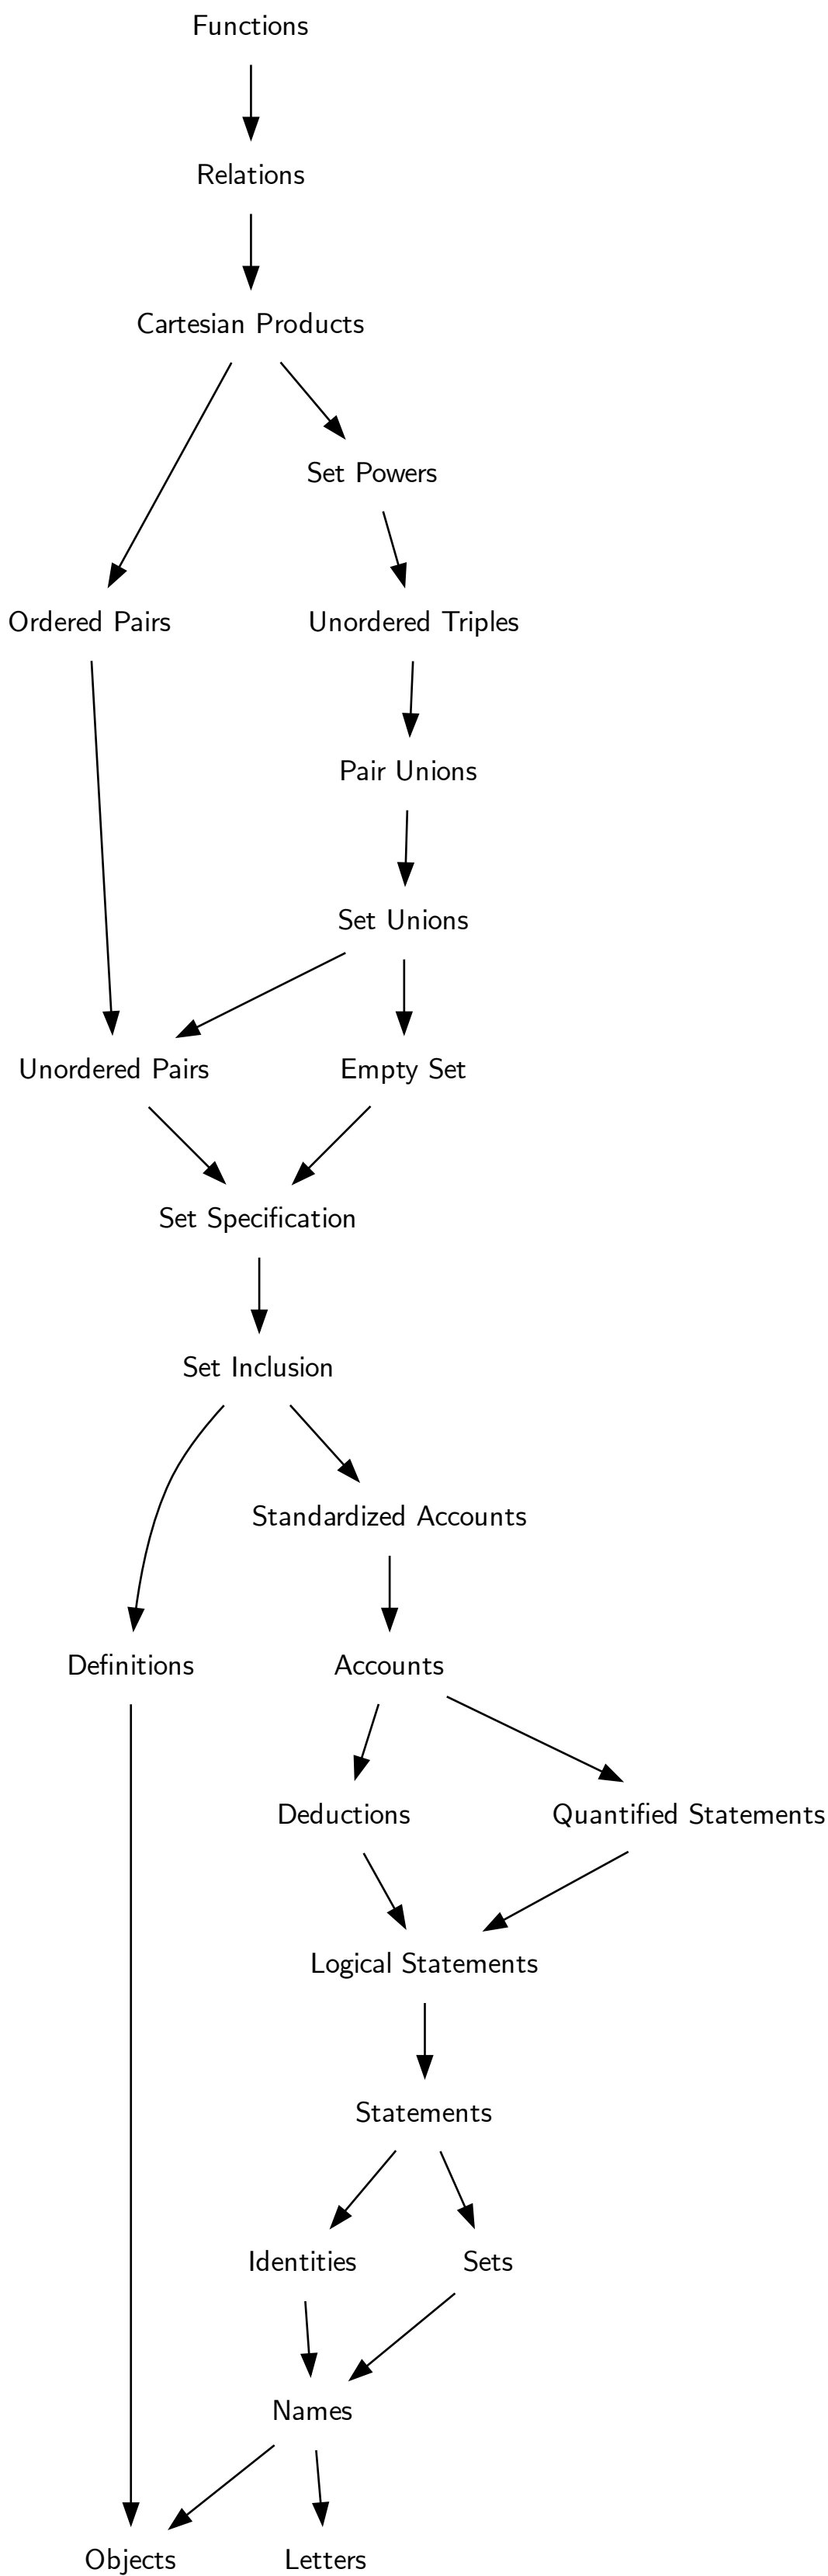 Functions
Relations
Cartesian Products
Set Powers
Ordered Pairs
Unordered Triples
Pair Unions
Set Unions
Unordered Pairs
Empty Set
Set Specification
Set Inclusion
Standardized Accounts
Definitions
Accounts
Deductions
Quantified Statements
Logical Statements
Statements
Identities
Sets
Names
Objects
Letters